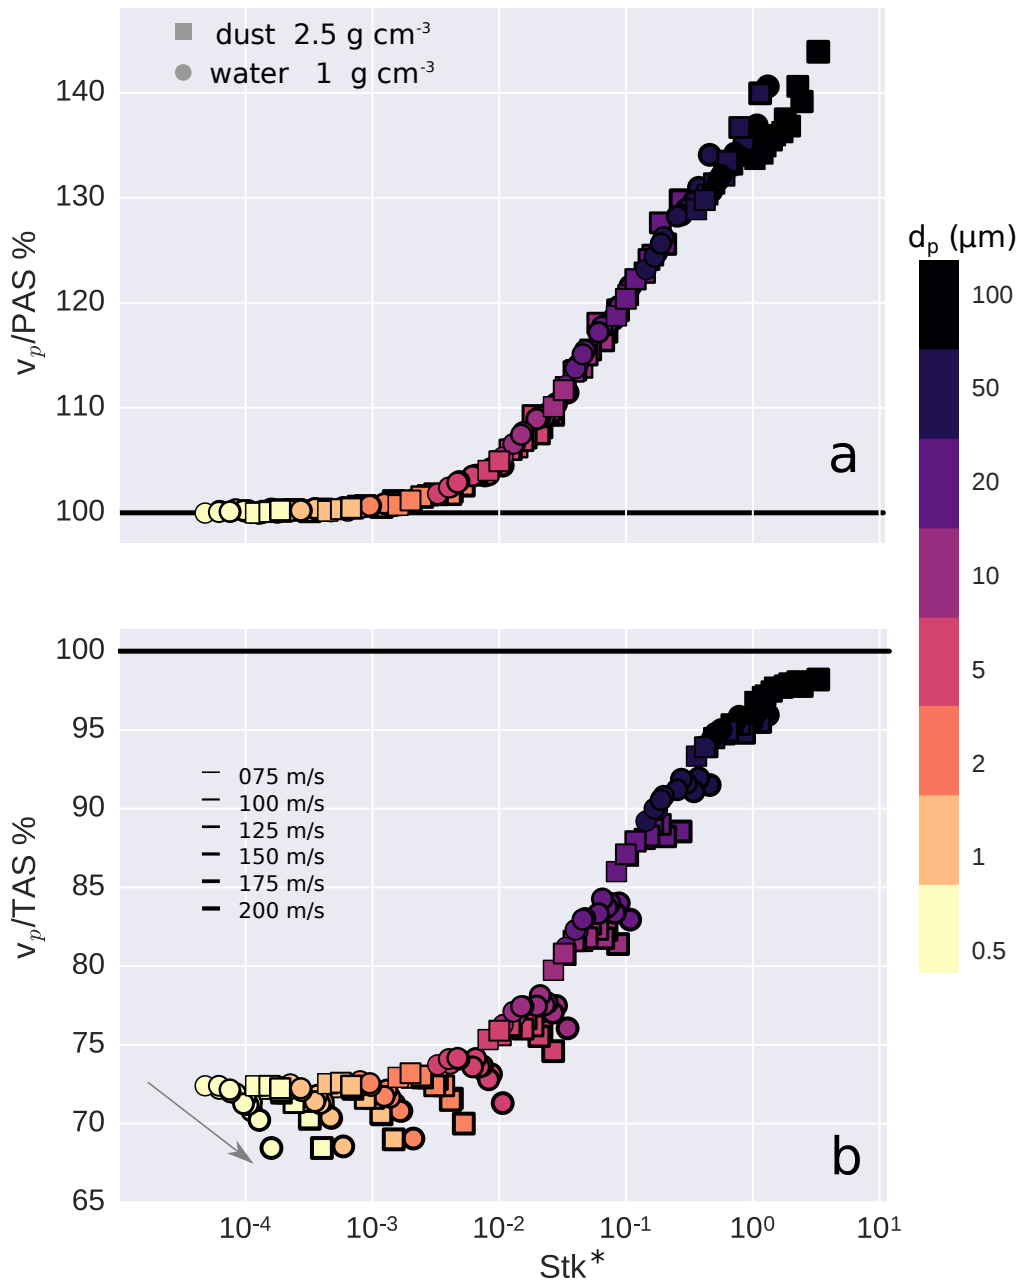 dust 2.5 g cm⁻³
water 1 g cm⁻³
140
130
120
110
100
vₚ/PAS %
a
dₚ (μm)
100
50
20
10
5
2
1
0.5
100
95
90
85
80
75
70
65
vₚ/TAS %
075 m/s
100 m/s
125 m/s
150 m/s
175 m/s
200 m/s
b
10⁻⁴ 10⁻³ 10⁻² 10⁻¹ 10⁰ 10¹
Stk*